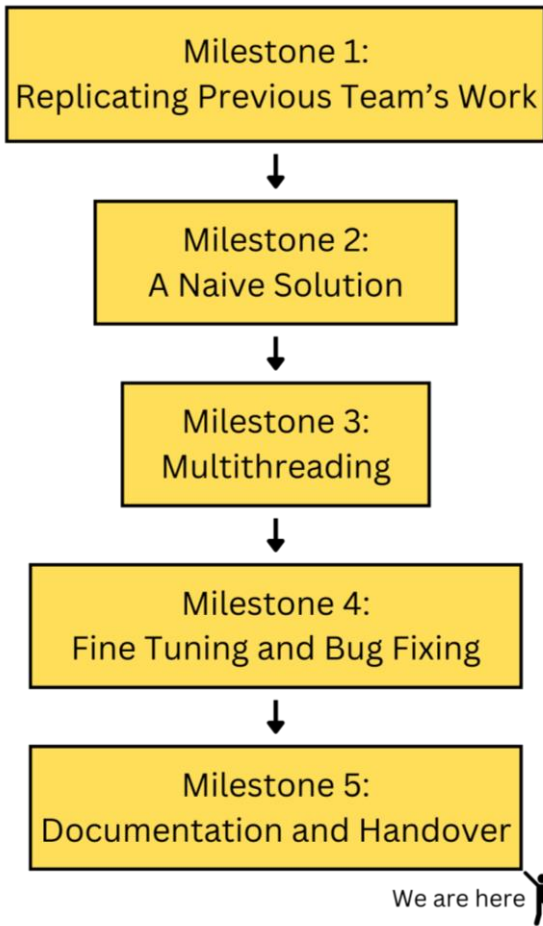 Milestone 1:
Replicating Previous Team's Work
Milestone 2:
A Naive Solution
Milestone 3:
Multithreading
Milestone 4:
Fine Tuning and Bug Fixing
Milestone 5:
Documentation and Handover
We are here